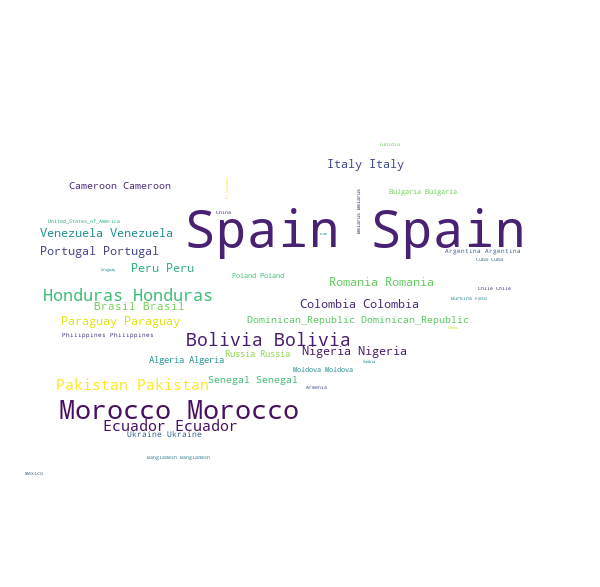 Italy Italy
Cameroon Cameroon
Bulgaria Bulgaria
Belarus Belarus
China
Spain Spain
United_States_of_America
Venezuela Venezuela
Portugal Portugal
Argentina Argentina
Cuba Cuba
Uruguay
Peru Peru
Poland Poland
Romania Romania
Chile Chile
Honduras Honduras
Burkina Faso
Brasil Brasil
Colombia Colombia
Paraguay Paraguay
Dominican_Republic Dominican_Republic
Philippines Philippines
Bolivia Bolivia
Nigeria Nigeria
Russia Russia
Algeria Algeria
Moldova Moldova
Senegal Senegal
Pakistan Pakistan
Armenia
Morocco Morocco
Ecuador Ecuador
Ukraine Ukraine
Bangladesh Bangladesh
Mexico